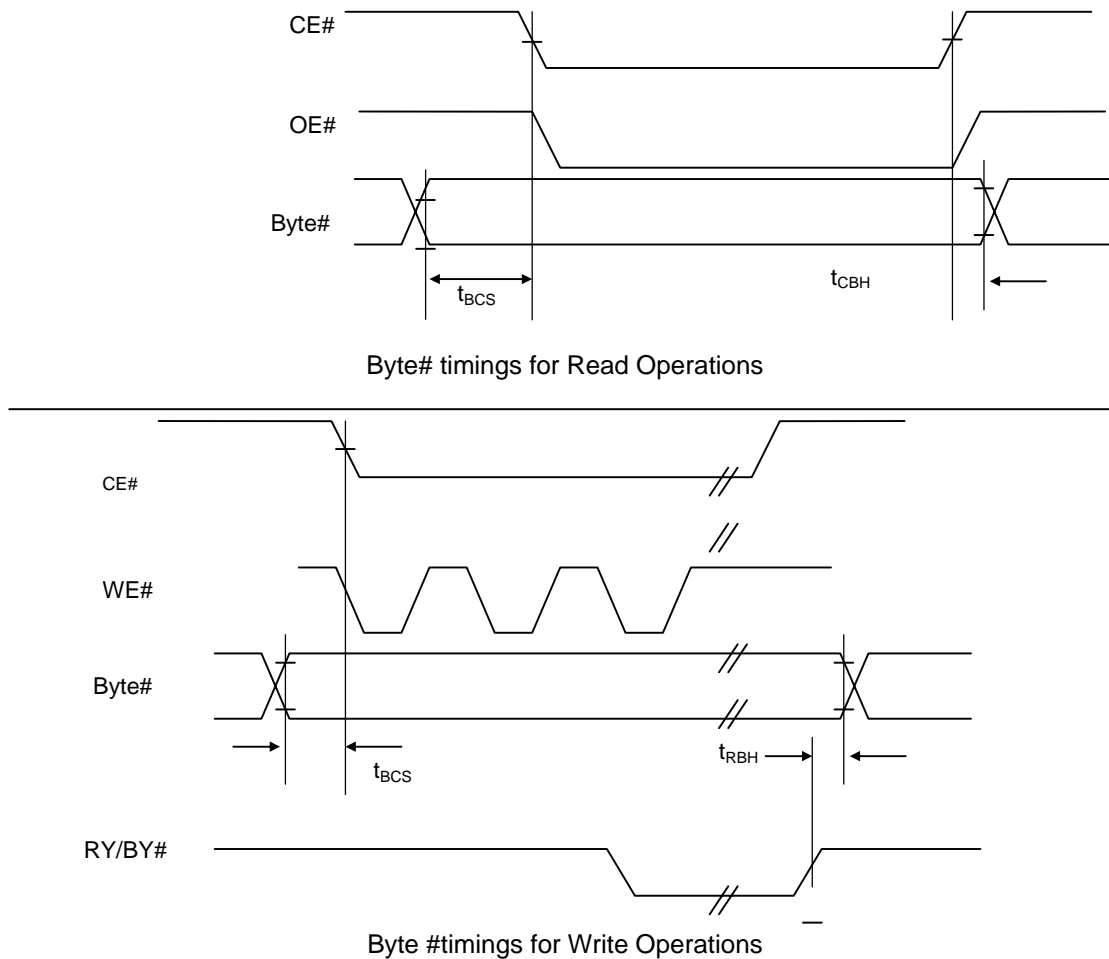 CE#
OE#
Byte#
tBCS
tCBH
Byte# timings for Read Operations
CE#
WE#
Byte#
tBCS
tRBH
RY/BY#
Byte #timings for Write Operations